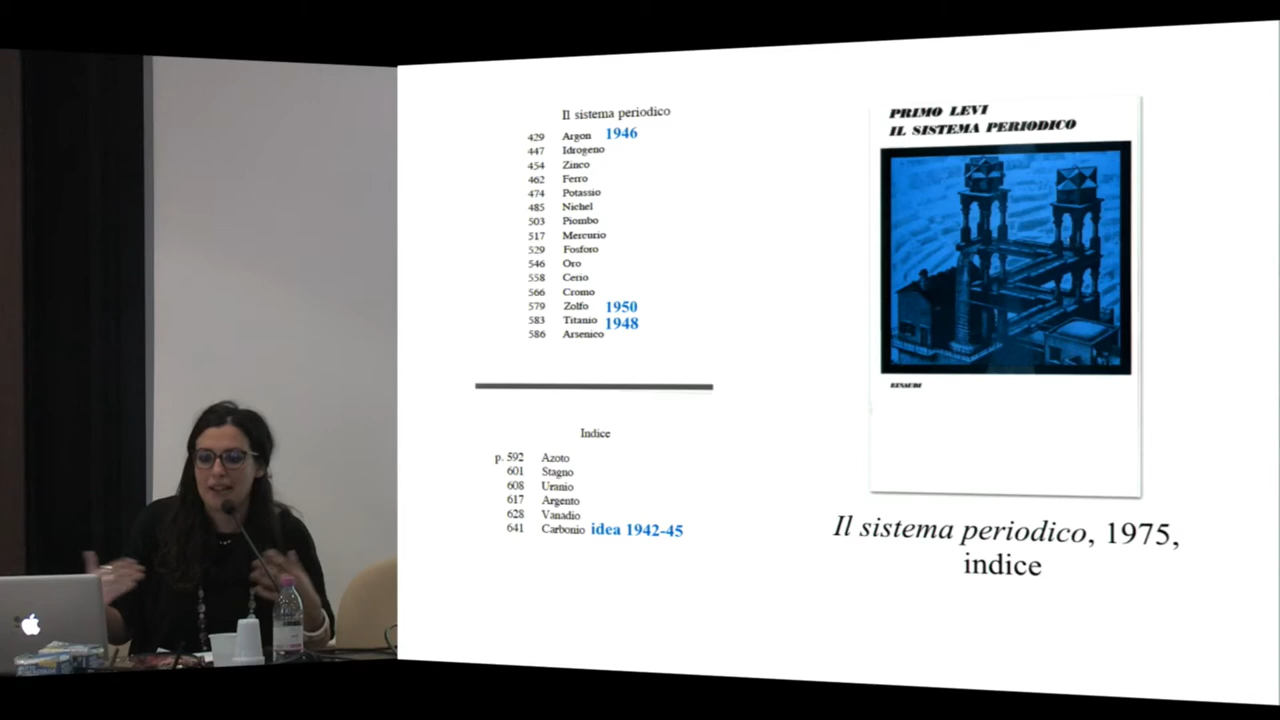 Il sistema periodico
429 Argon 1946
447 Idrogeno
454 Zinco
462 Ferro
474 Potassio
485 Nichel
503 Piombo
517 Mercurio
529 Fosforo
546 Oro
558 Cerio
566 Cromo
579 Zolfo 1950
583 Titanio 1948
586 Arsenico
Indice
p. 592 Azoto
601 Stagno
608 Uranio
617 Argento
628 Vanadio
641 Carbonio idea 1942-45
PRIMO LEVI
IL SISTEMA PERIODICO
EINAUDI
Il sistema periodico, 1975,
indice